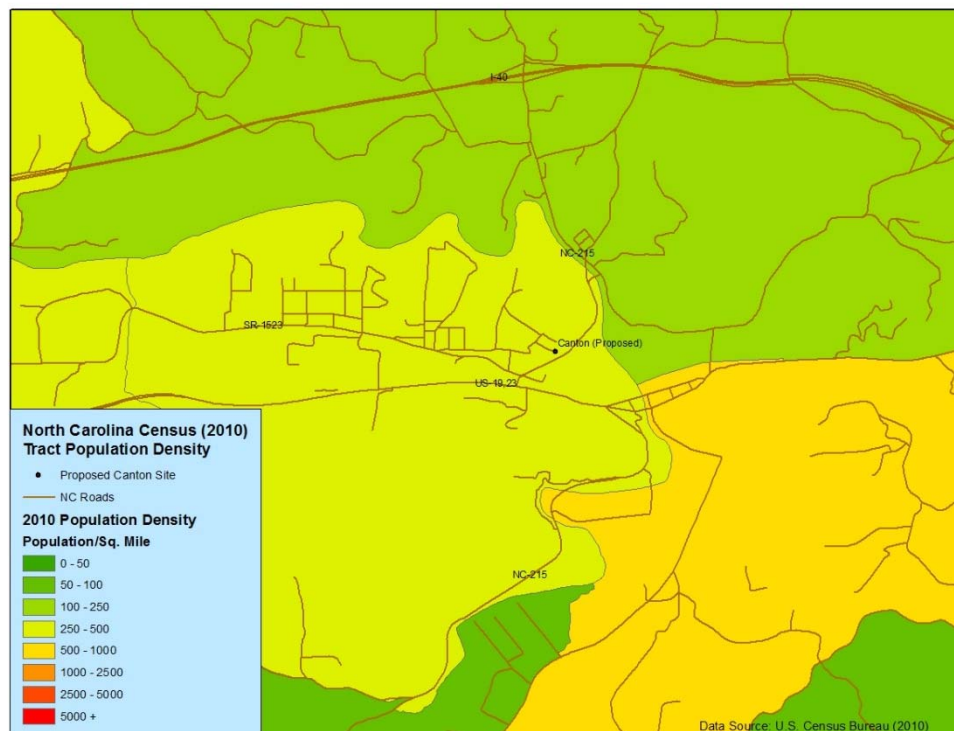 I-40
NC-215
SR-1523
Canton (Proposed)
US-19,23
NC-215
North Carolina Census (2010)
Tract Population Density
Proposed Canton Site
NC Roads
2010 Population Density
Population/Sq. Mile
0 - 50
50 - 100
100 - 250
250 - 500
500 - 1000
1000 - 2500
2500 - 5000
5000 +
Data Source: U.S. Census Bureau (2010)